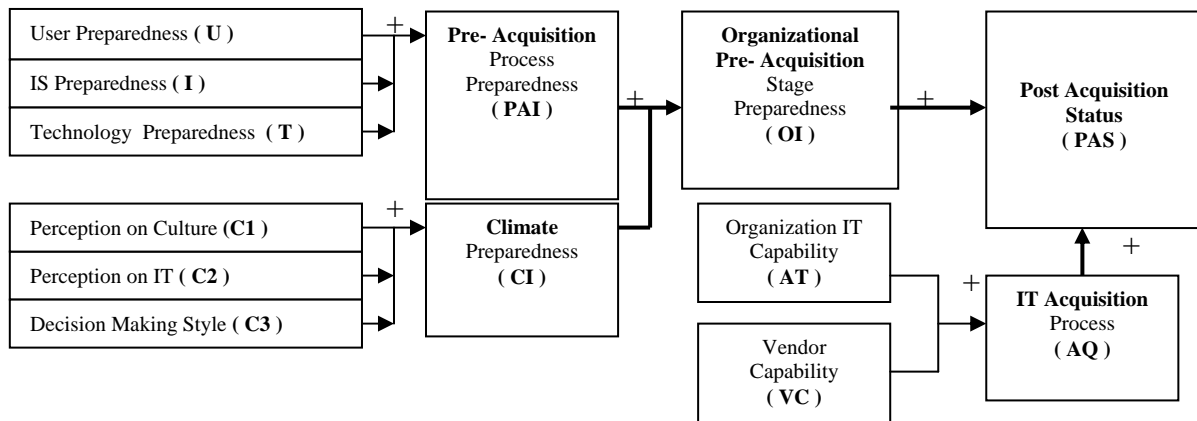 User Preparedness ( U )
IS Preparedness ( I )
Technology Preparedness ( T )
+
Pre- Acquisition
Process
Preparedness
( PAI )
+
Organizational
Pre- Acquisition
Stage
Preparedness
( OI )
+
Post Acquisition
Status
( PAS )
Perception on Culture (C1)
Perception on IT ( C2 )
Decision Making Style ( C3 )
+
Climate
Preparedness
( CI )
Organization IT
Capability
( AT )
Vendor
Capability
( VC )
+
IT Acquisition
Process
( AQ )
+